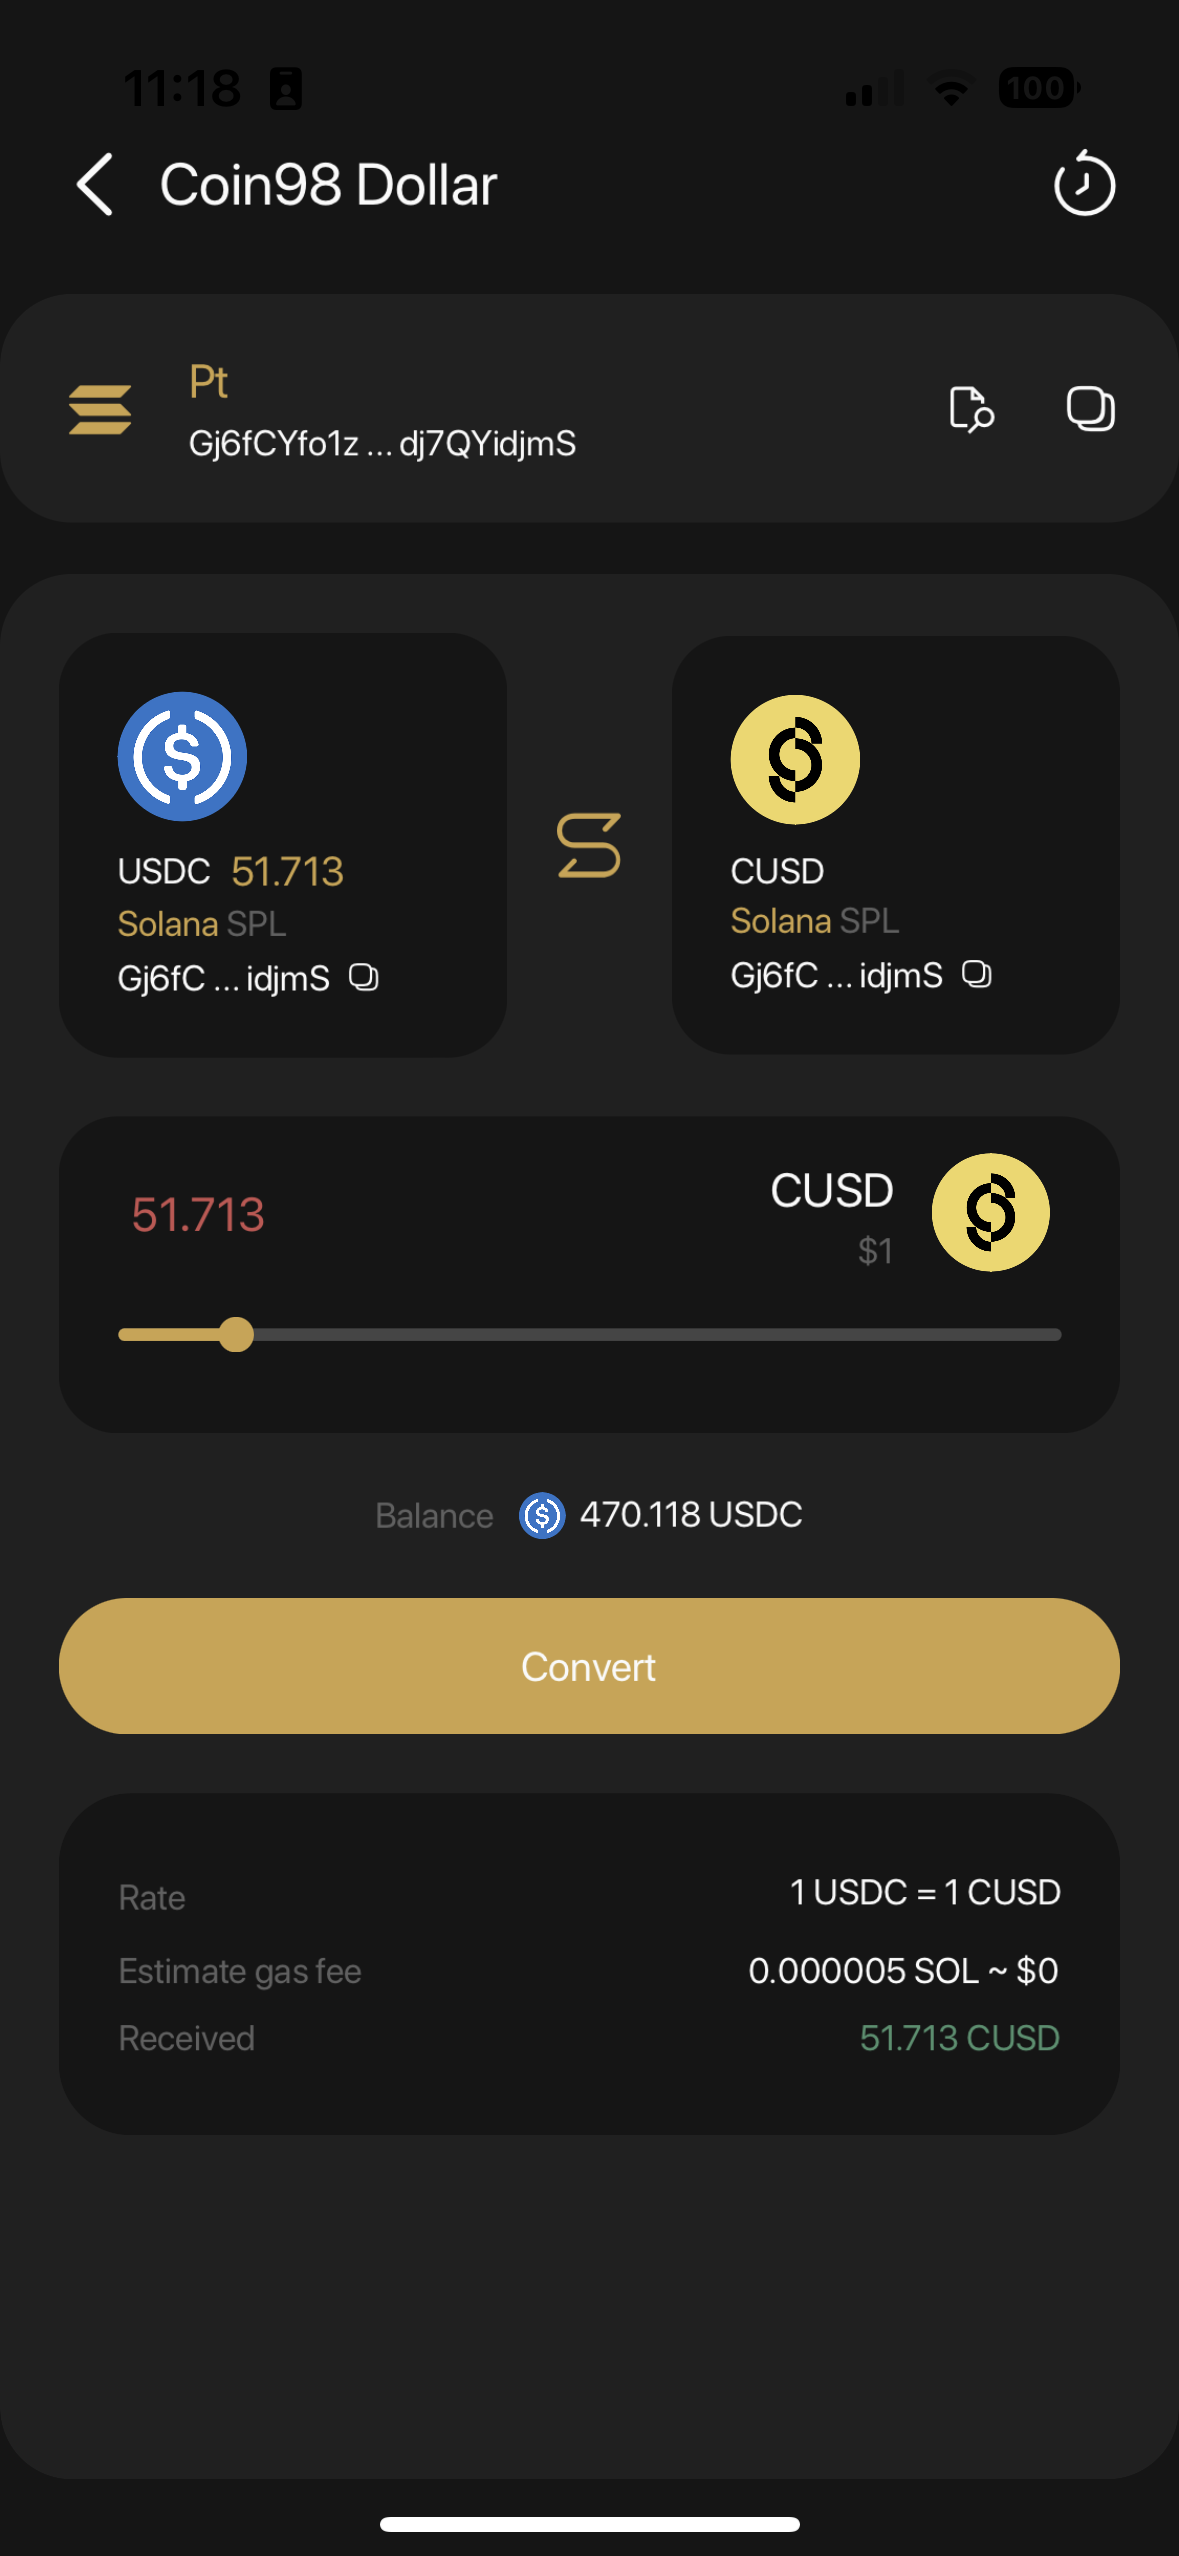 11:18
100
Coin98 Dollar
Pt
Gj6fCYfo1z ... dj7QYidjmS
USDC 51.713
Solana SPL
Gj6fC ... idjmS
CUSD
Solana SPL
Gj6fC ... idjmS
51.713
CUSD
$1
Balance 470.118 USDC
Convert
Rate 1 USDC = 1 CUSD
Estimate gas fee 0.000005 SOL ~ $0
Received 51.713 CUSD